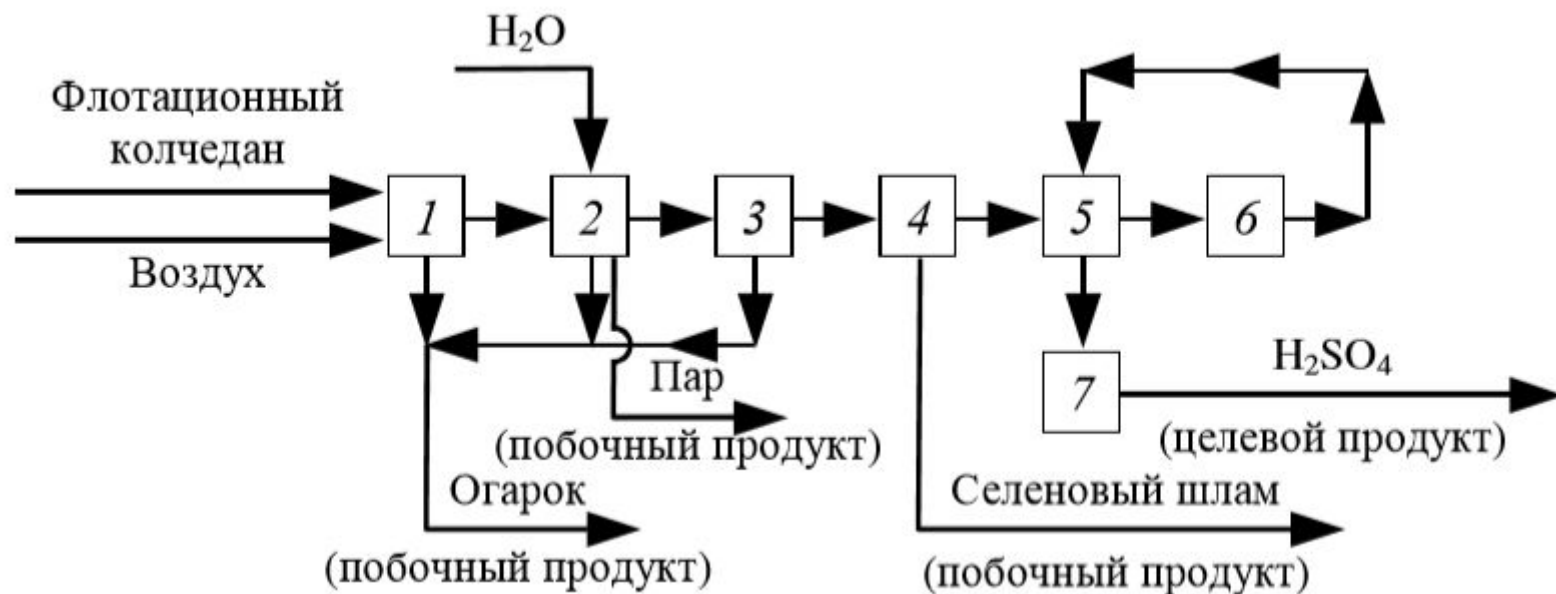 H₂O
Флотационный
колчедан
Воздух
1
2
3
4
5
6
7
Пар
(побочный продукт)
Огарок
(побочный продукт)
H₂SO₄
(целевой продукт)
Селеновый шлам
(побочный продукт)